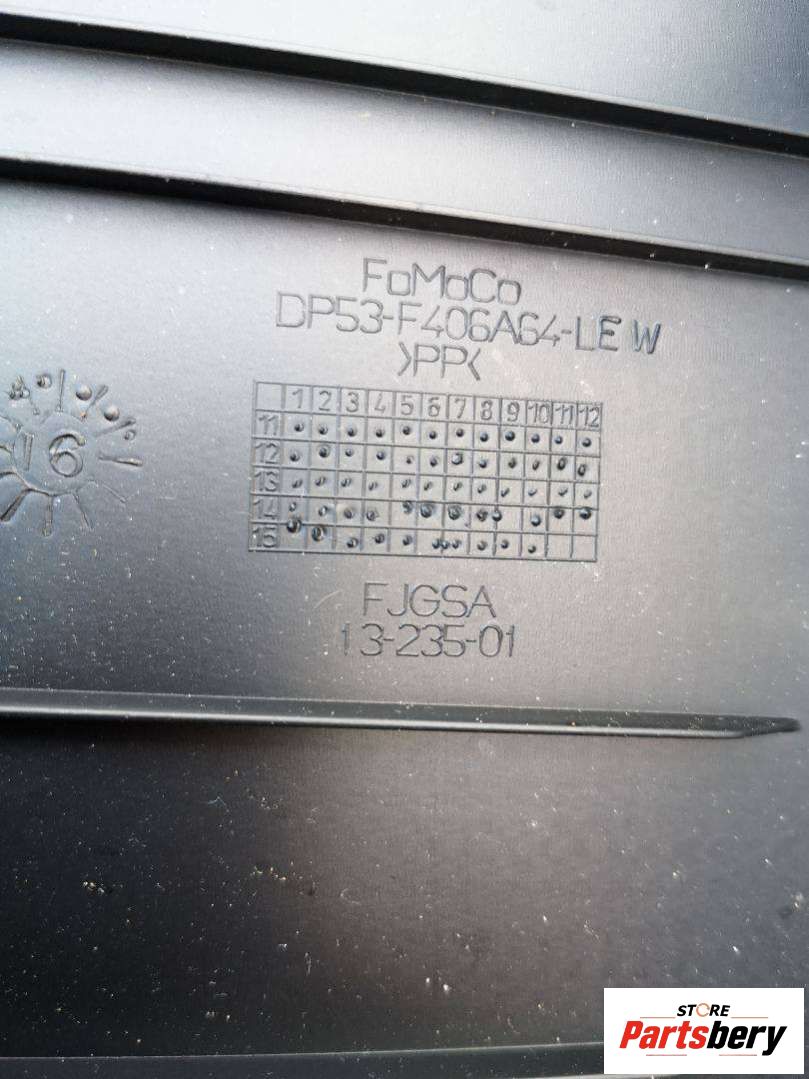 FoMoCo
DP53-F406A64-LEW
>PP<
1 2 3 4 5 6 7 8 9 10 11 12
11
12
13
14
15
16
FJGSA
13-235-01
STORE
Partsbery